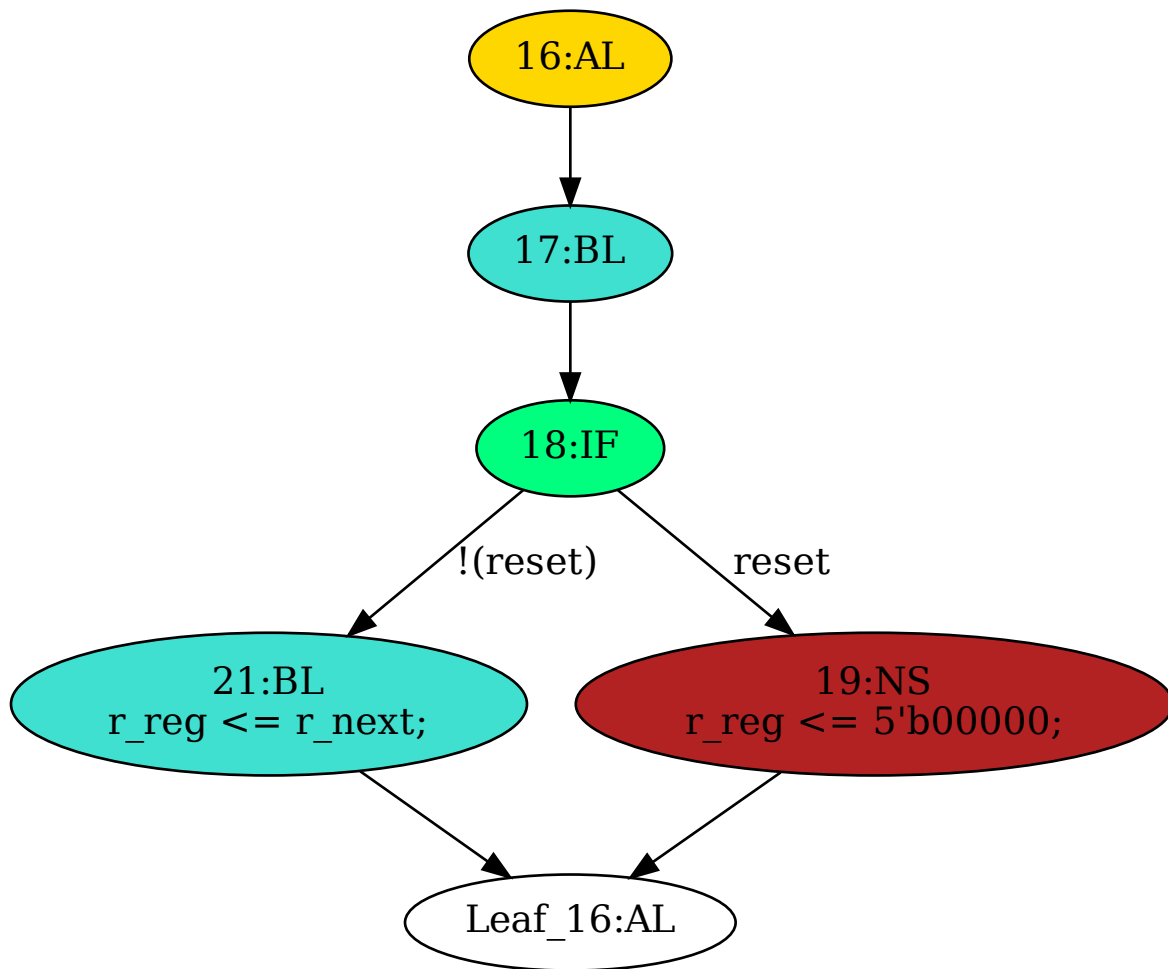 16:AL
17:BL
18:IF
!(reset)
reset
21:BL
r_reg <= r_next;
19:NS
r_reg <= 5'b00000;
Leaf_16:AL